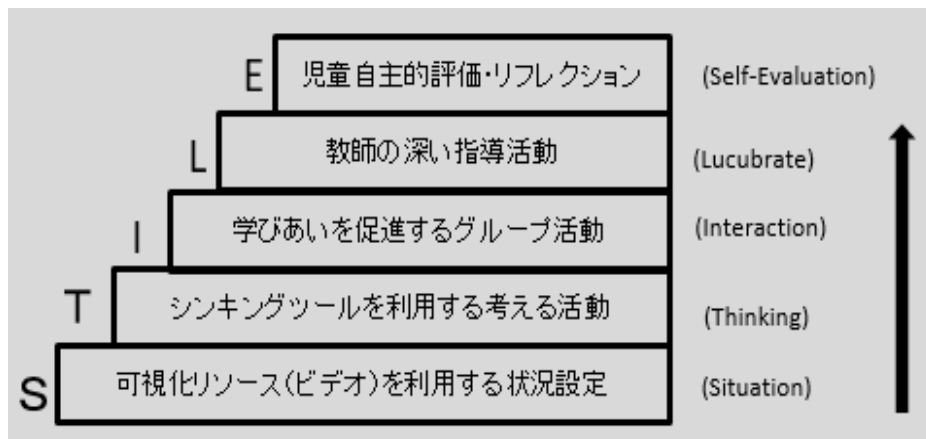 E 児童自主的評価・リフレクション (Self-Evaluation)
L 教師の深い指導活動 (Lucubrate)
I 学びあいを促進するグループ活動 (Interaction)
T シンキングツールを利用する考える活動 (Thinking)
S 可視化リソース(ビデオ)を利用する状況設定 (Situation)